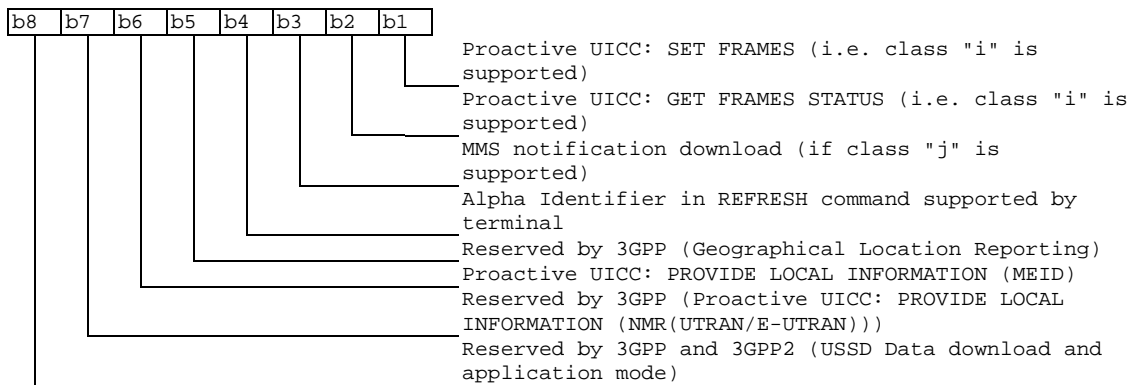 b8 b7 b6 b5 b4 b3 b2 b1
Proactive UICC: SET FRAMES (i.e. class "i" is
supported)
Proactive UICC: GET FRAMES STATUS (i.e. class "i" is
supported)
MMS notification download (if class "j" is
supported)
Alpha Identifier in REFRESH command supported by
terminal
Reserved by 3GPP (Geographical Location Reporting)
Proactive UICC: PROVIDE LOCAL INFORMATION (MEID)
Reserved by 3GPP (Proactive UICC: PROVIDE LOCAL
INFORMATION (NMR(UTRAN/E-UTRAN)))
Reserved by 3GPP and 3GPP2 (USSD Data download and
application mode)